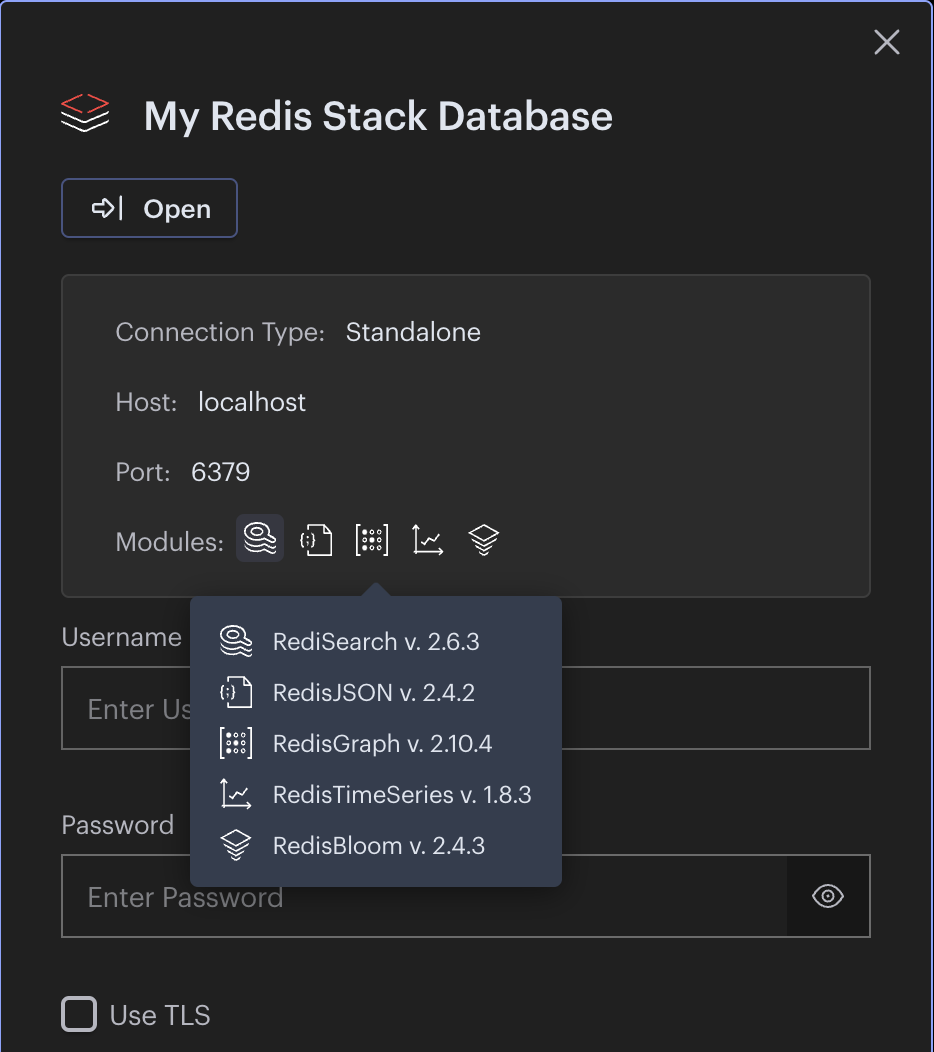 My Redis Stack Database
Open
Connection Type: Standalone
Host: localhost
Port: 6379
Modules:
RediSearch v. 2.6.3
RedisJSON v. 2.4.2
RedisGraph v. 2.10.4
RedisTimeSeries v. 1.8.3
RedisBloom v. 2.4.3
Username
Enter Us
Password
Enter Password
Use TLS